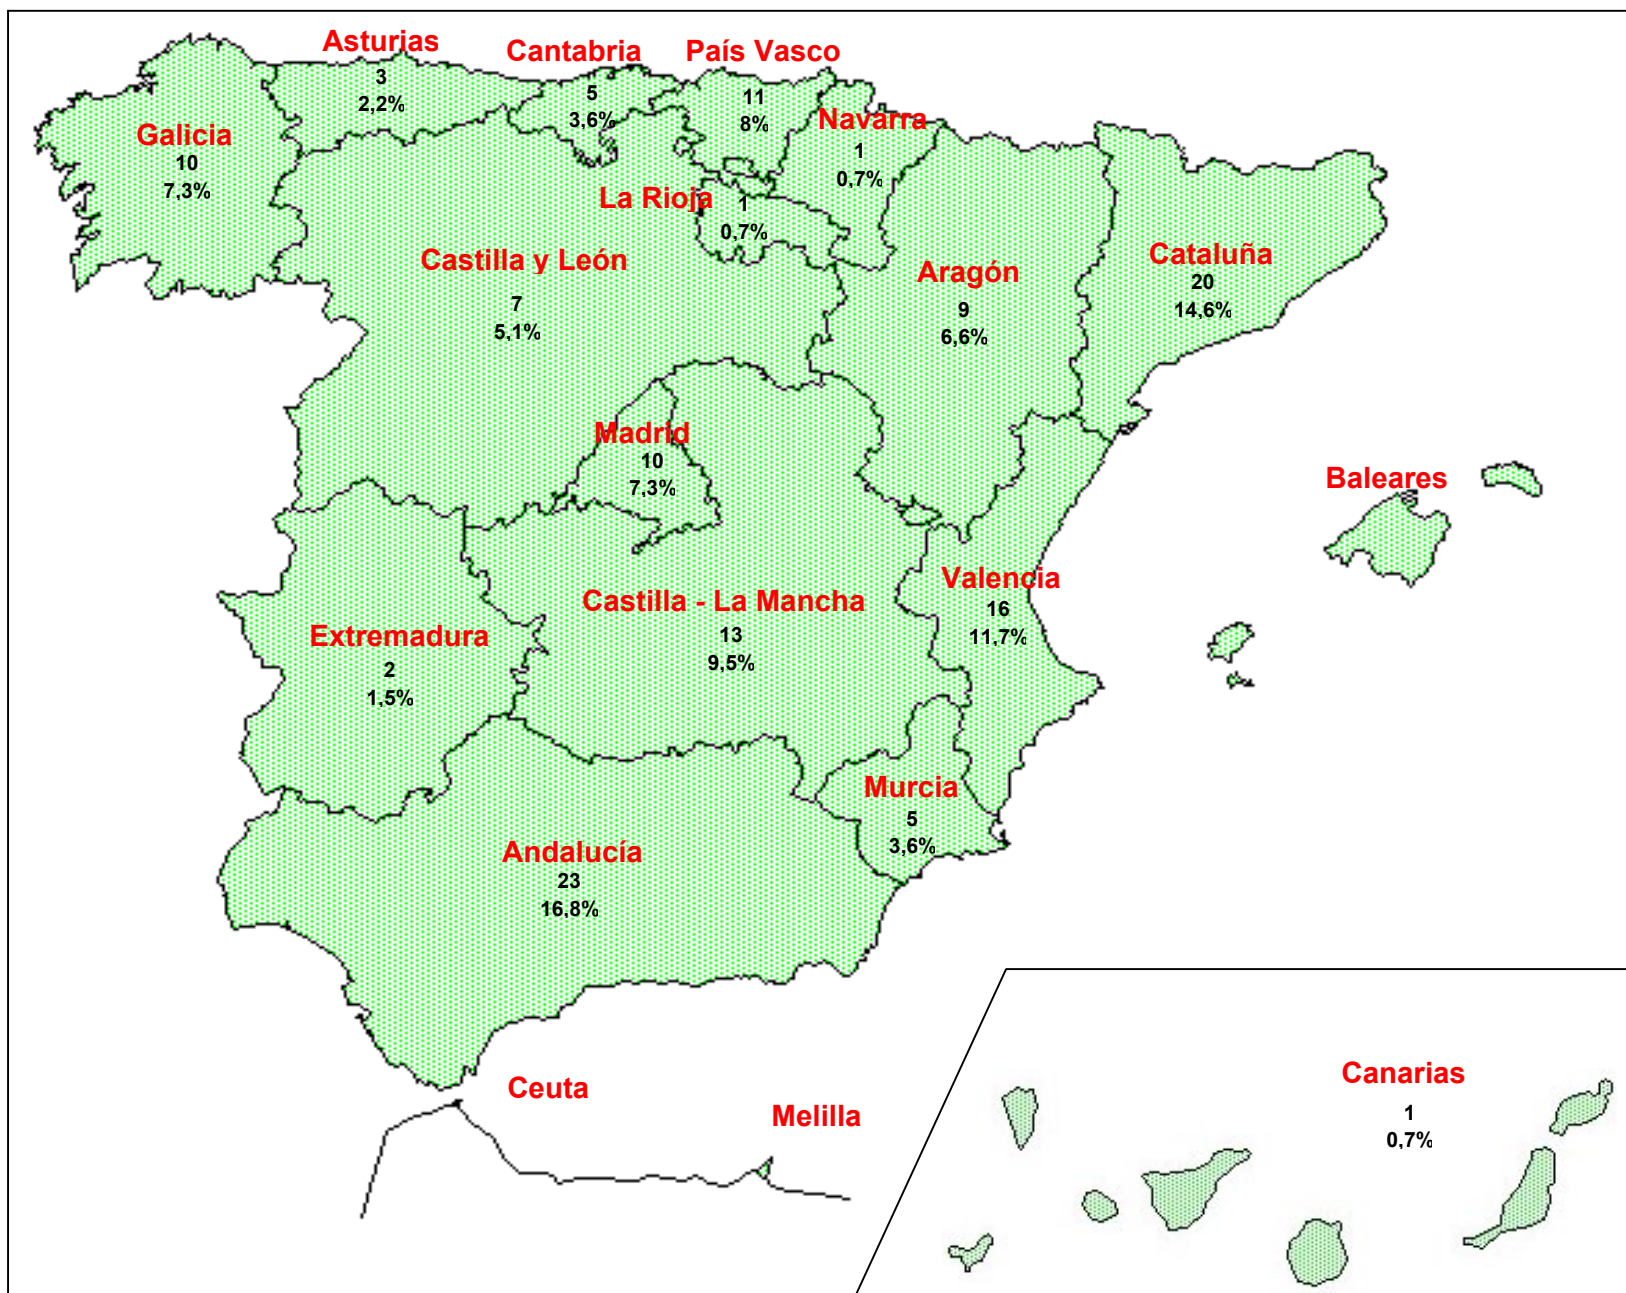 Asturias
3
2,2%
Cantabria
5
3,6%
País Vasco
11
8%
Navarra
1
0,7%
Galicia
10
7,3%
La Rioja
1
0,7%
Castilla y León
7
5,1%
Aragón
9
6,6%
Cataluña
20
14,6%
Madrid
10
7,3%
Baleares
Valencia
16
11,7%
Castilla - La Mancha
13
9,5%
Extremadura
2
1,5%
Murcia
5
3,6%
Andalucía
23
16,8%
Ceuta
Melilla
Canarias
1
0,7%